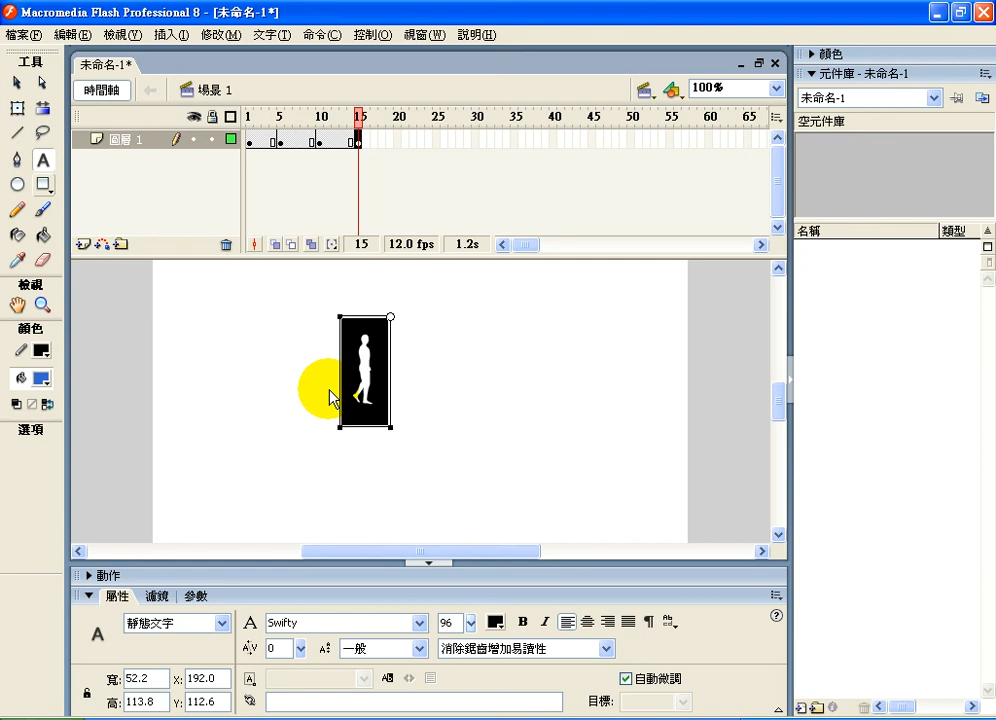 Macromedia Flash Professional 8 - [未命名-1*]
檔案(F) 編輯(E) 檢視(V) 插入(I) 修改(M) 文字(T) 命令(C) 控制(O) 視窗(W) 說明(H)
工具
未命名-1*
時間軸
場景 1
100%
1 5 10 15 20 25 30 35 40 45 50 55 60 65
圖層 1
15 12.0 fps 1.2s
檢視
顏色
選項
顏色
元件庫 - 未命名-1
未命名-1
空元件庫
名稱 類型
動作
屬性 濾鏡 參數
A 靜態文字 A Swifty 96 B I
0 一般 消除鋸齒增加易讀性
寬: 52.2 X: 192.0
自動微調
高: 113.8 Y: 112.6
目標: